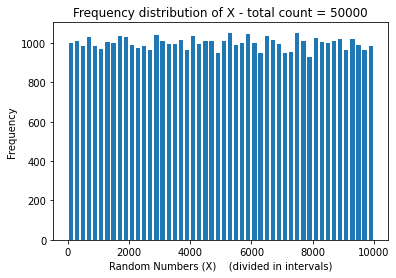 Frequency distribution of X - total count = 50000
1000
800
600
400
200
0
Frequency
0 2000 4000 6000 8000 10000
Random Numbers (X) (divided in intervals)